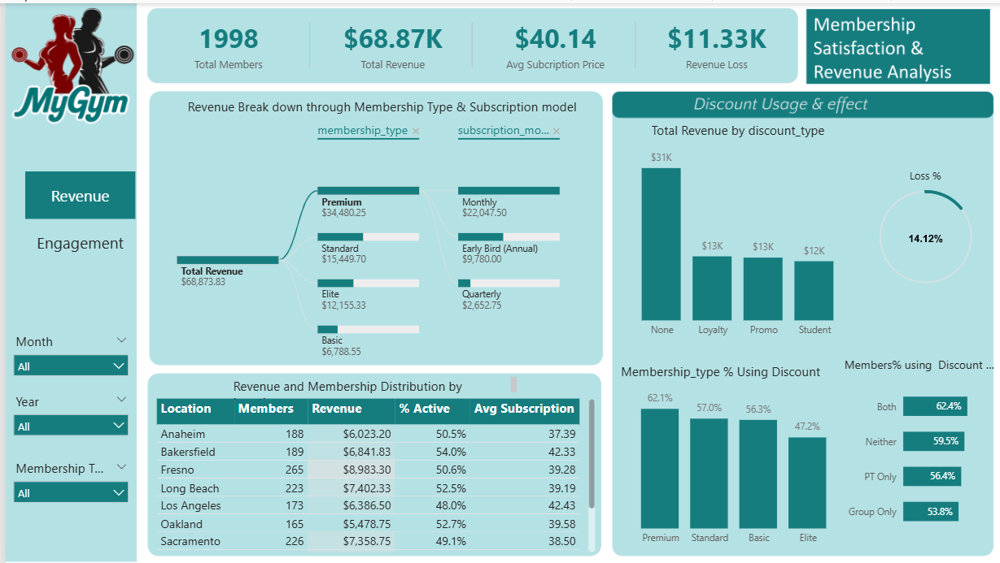 MyGym
Revenue
Engagement
Month
All
Year
All
Membership T...
All
1998
Total Members
$68.87K
Total Revenue
$40.14
Avg Subcription Price
$11.33K
Revenue Loss
Membership
Satisfaction &
Revenue Analysis
Revenue Break down through Membership Type & Subscription model
membership_type
subscription_mo...
Total Revenue
$68,873.83
Premium
$34,480.25
Standard
$15,449.70
Elite
$12,155.33
Basic
$6,788.55
Monthly
$22,047.50
Early Bird (Annual)
$9,780.00
Quarterly
$2,652.75
Revenue and Membership Distribution by
Location Members Revenue % Active Avg Subscription
Anaheim 188 $6,023.20 50.5% 37.39
Bakersfield 189 $6,841.83 54.0% 42.33
Fresno 265 $8,983.30 50.6% 39.28
Long Beach 223 $7,402.33 52.5% 39.19
Los Angeles 173 $6,386.50 48.0% 42.43
Oakland 165 $5,478.75 52.7% 39.58
Sacramento 226 $7,358.75 49.1% 38.50
Discount Usage & effect
Total Revenue by discount_type
$31K
$13K
$13K
$12K
None Loyalty Promo Student
Loss %
14.12%
Membership_type % Using Discount
62.1%
57.0%
56.3%
47.2%
Premium Standard Basic Elite
Members% using Discount ...
Both 62.4%
Neither 59.5%
PT Only 56.4%
Group Only 53.8%